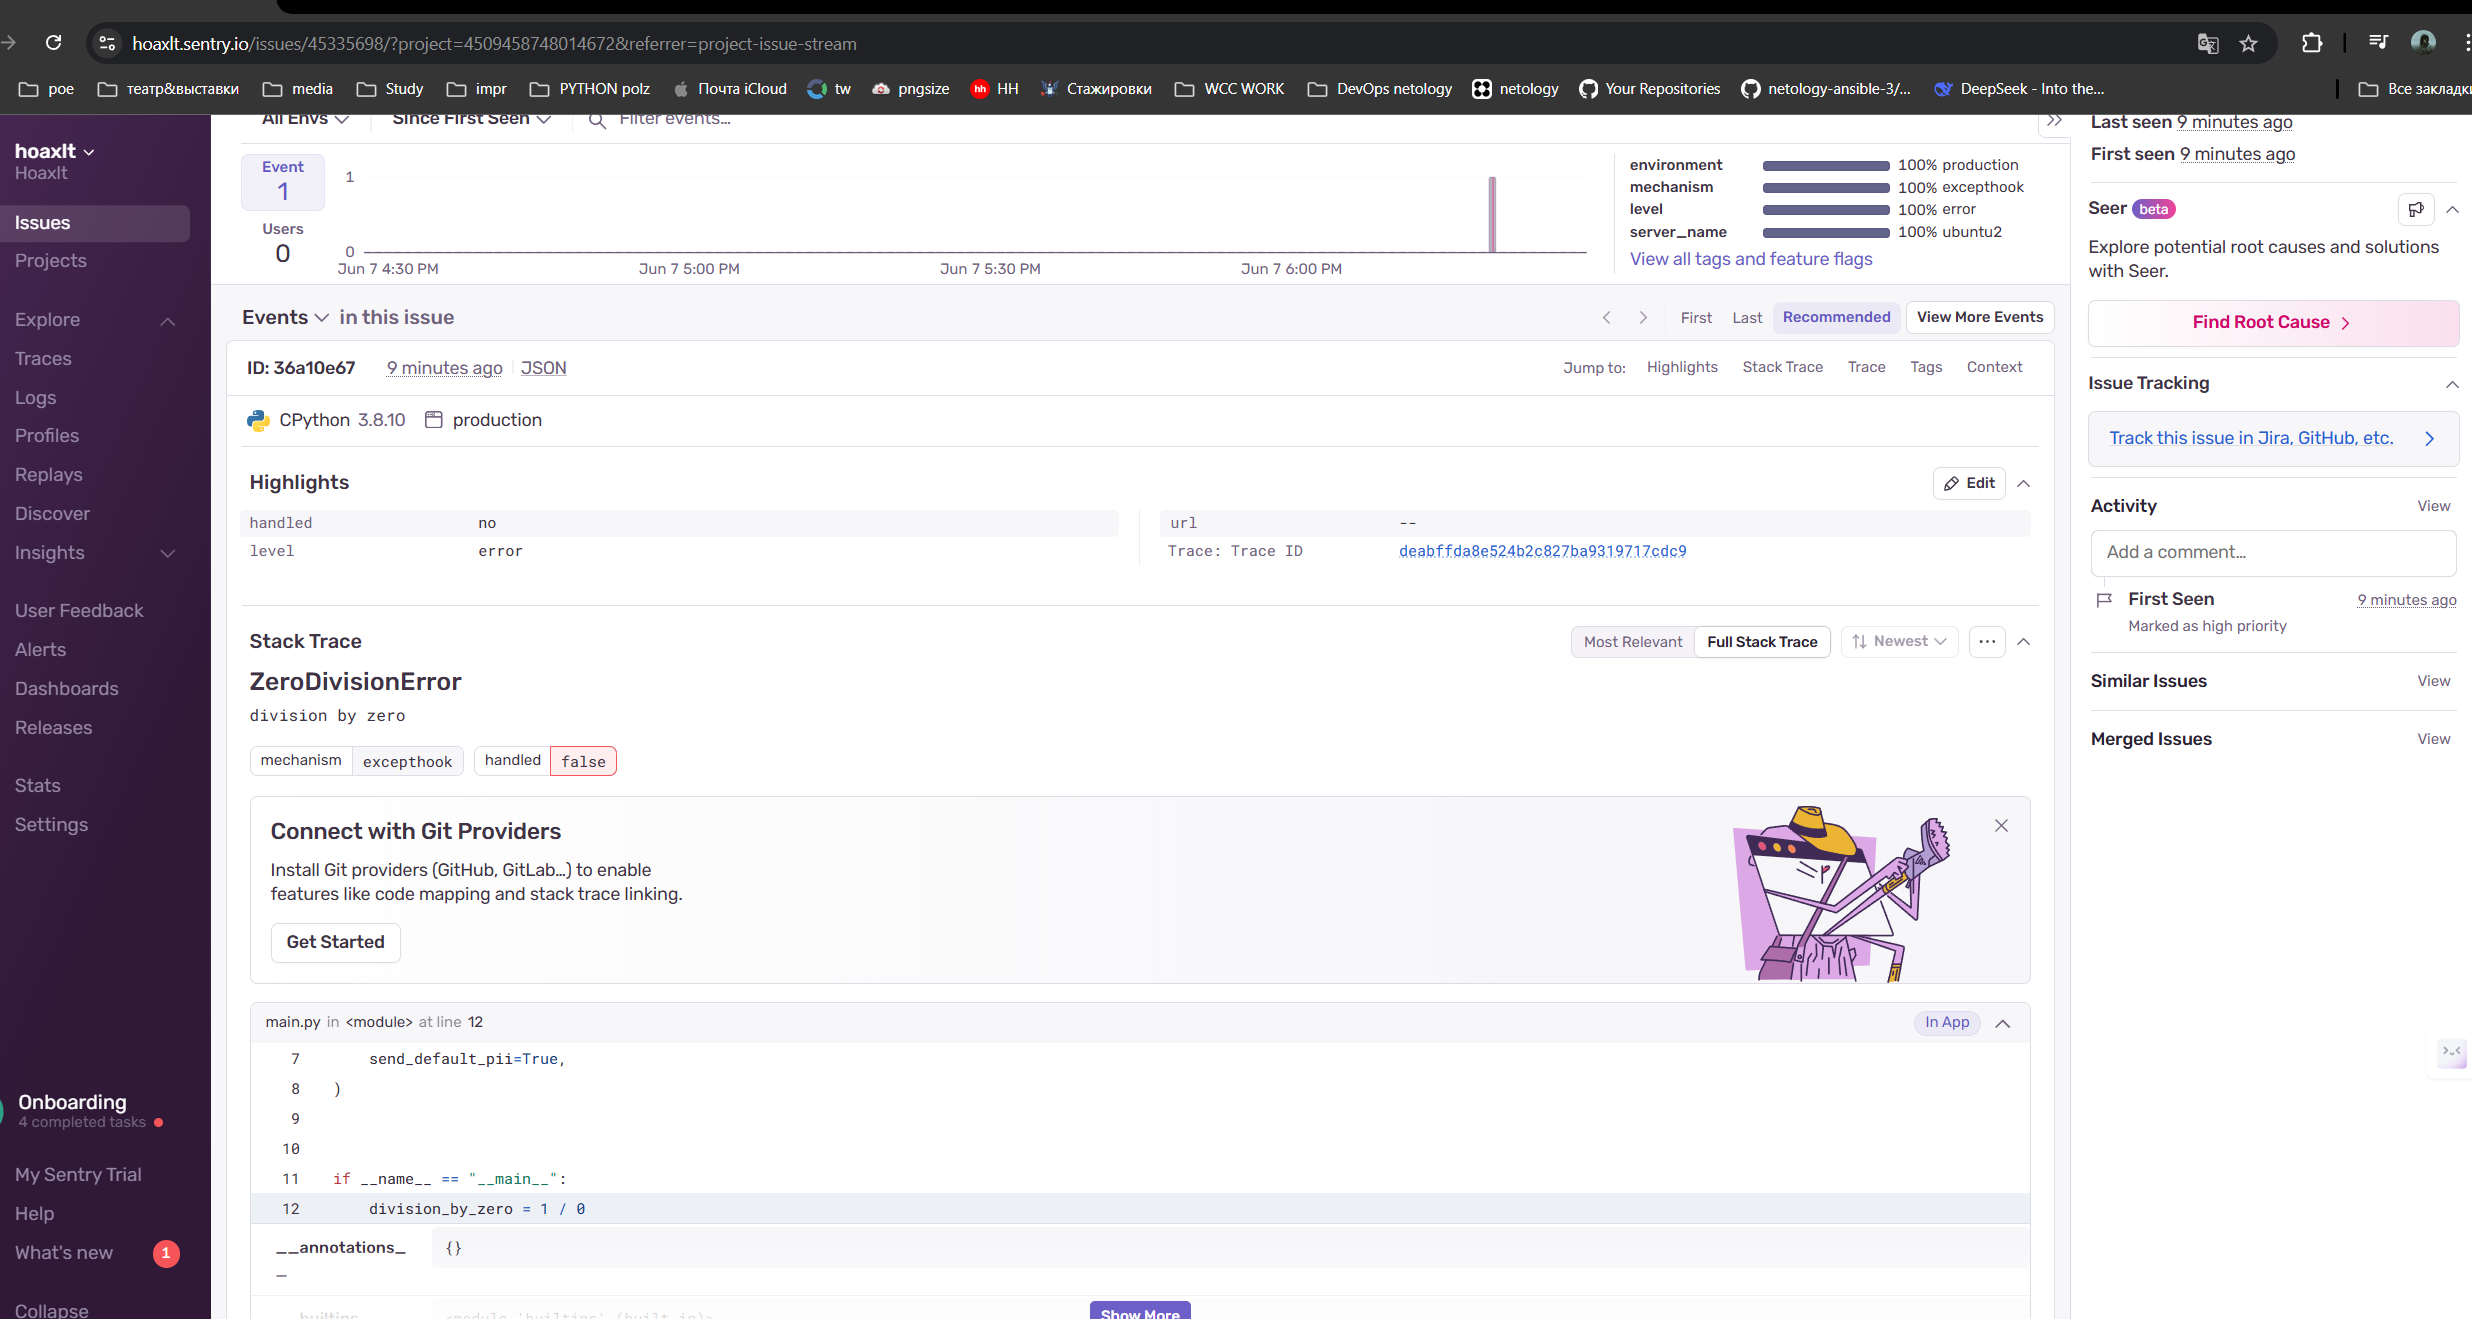 hoaxlt.sentry.io/issues/45335698/?project=4509458748014672&referrer=project-issue-stream
poe театр&выставки media Study impr PYTHON polz Почта iCloud tw pngsize hh HH Стажировки WCC WORK DevOps netology netology Your Repositories netology-ansible-3/... DeepSeek - Into the... Все закладки
hoaxlt
Hoaxlt
Issues
Projects
Explore
Traces
Logs
Profiles
Replays
Discover
Insights
User Feedback
Alerts
Dashboards
Releases
Stats
Settings
Onboarding
4 completed tasks
My Sentry Trial
Help
What's new 1
Collapse
All Envs Since First Seen Filter events...
Event
1
Users
0
1
0
Jun 7 4:30 PM Jun 7 5:00 PM Jun 7 5:30 PM Jun 7 6:00 PM
environment 100% production
mechanism 100% excepthook
level 100% error
server_name 100% ubuntu2
View all tags and feature flags
Events in this issue First Last Recommended View More Events
ID: 36a10e67 9 minutes ago JSON Jump to: Highlights Stack Trace Trace Tags Context
CPython 3.8.10 production
Highlights Edit
handled no url --
level error Trace: Trace ID deabffda8e524b2c827ba9319717cdc9
Stack Trace Most Relevant Full Stack Trace Newest ...
ZeroDivisionError
division by zero
mechanism excepthook handled false
Connect with Git Providers
Install Git providers (GitHub, GitLab…) to enable
features like code mapping and stack trace linking.
Get Started
main.py in <module> at line 12 In App
7 send_default_pii=True,
8 )
9
10
11 if __name__ == "__main__":
12 division_by_zero = 1 / 0
__annotations_ {}
_
builtins <module 'builtins' (built-in)>
Show More
Last seen 9 minutes ago
First seen 9 minutes ago
Seer beta
Explore potential root causes and solutions
with Seer.
Find Root Cause
Issue Tracking
Track this issue in Jira, GitHub, etc.
Activity View
Add a comment...
First Seen 9 minutes ago
Marked as high priority
Similar Issues View
Merged Issues View